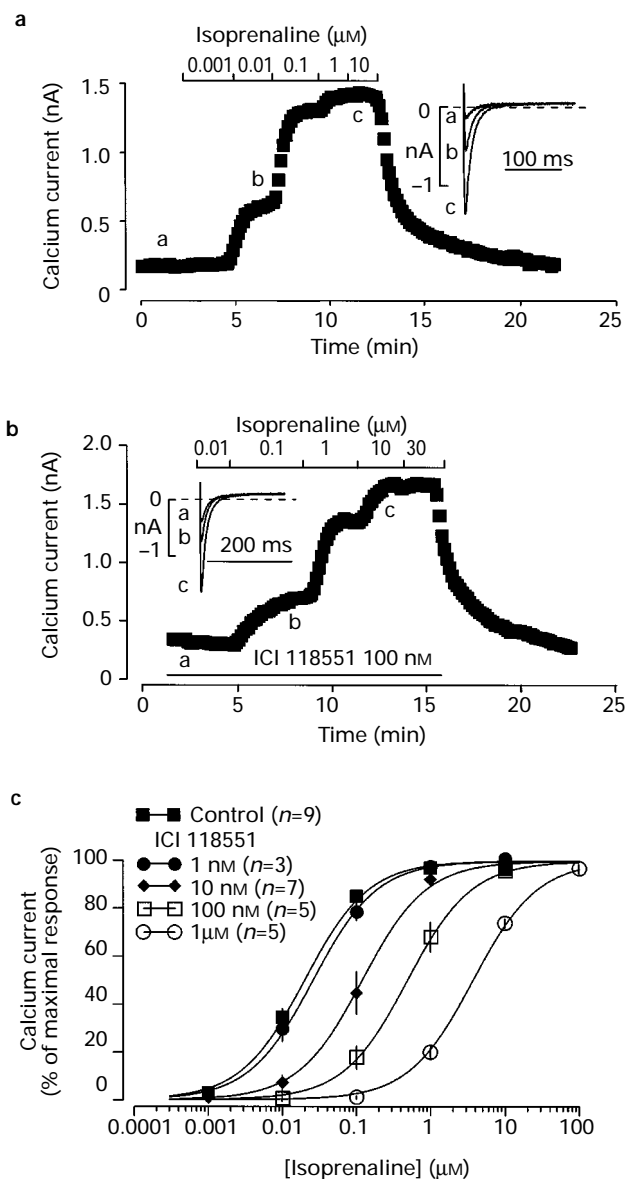 a
Isoprenaline (µM)
0.001 0.01 0.1 1 10
1.5
1.0
0.5
0
Calcium current (nA)
a
b
c
0
nA
–1
a
b
c
100 ms
0 5 10 15 20 25
Time (min)
b
Isoprenaline (µM)
0.01 0.1 1 10 30
2.0
1.5
1.0
0.5
0
Calcium current (nA)
0
nA
–1
a
b
c
200 ms
a
b
c
ICI 118551 100 nM
0 5 10 15 20 25
Time (min)
c
Control (n=9)
ICI 118551
1 nM (n=3)
10 nM (n=7)
100 nM (n=5)
1µM (n=5)
100
80
60
40
20
0
Calcium current
(% of maximal response)
0.0001 0.001 0.01 0.1 1 10 100
[Isoprenaline] (µM)